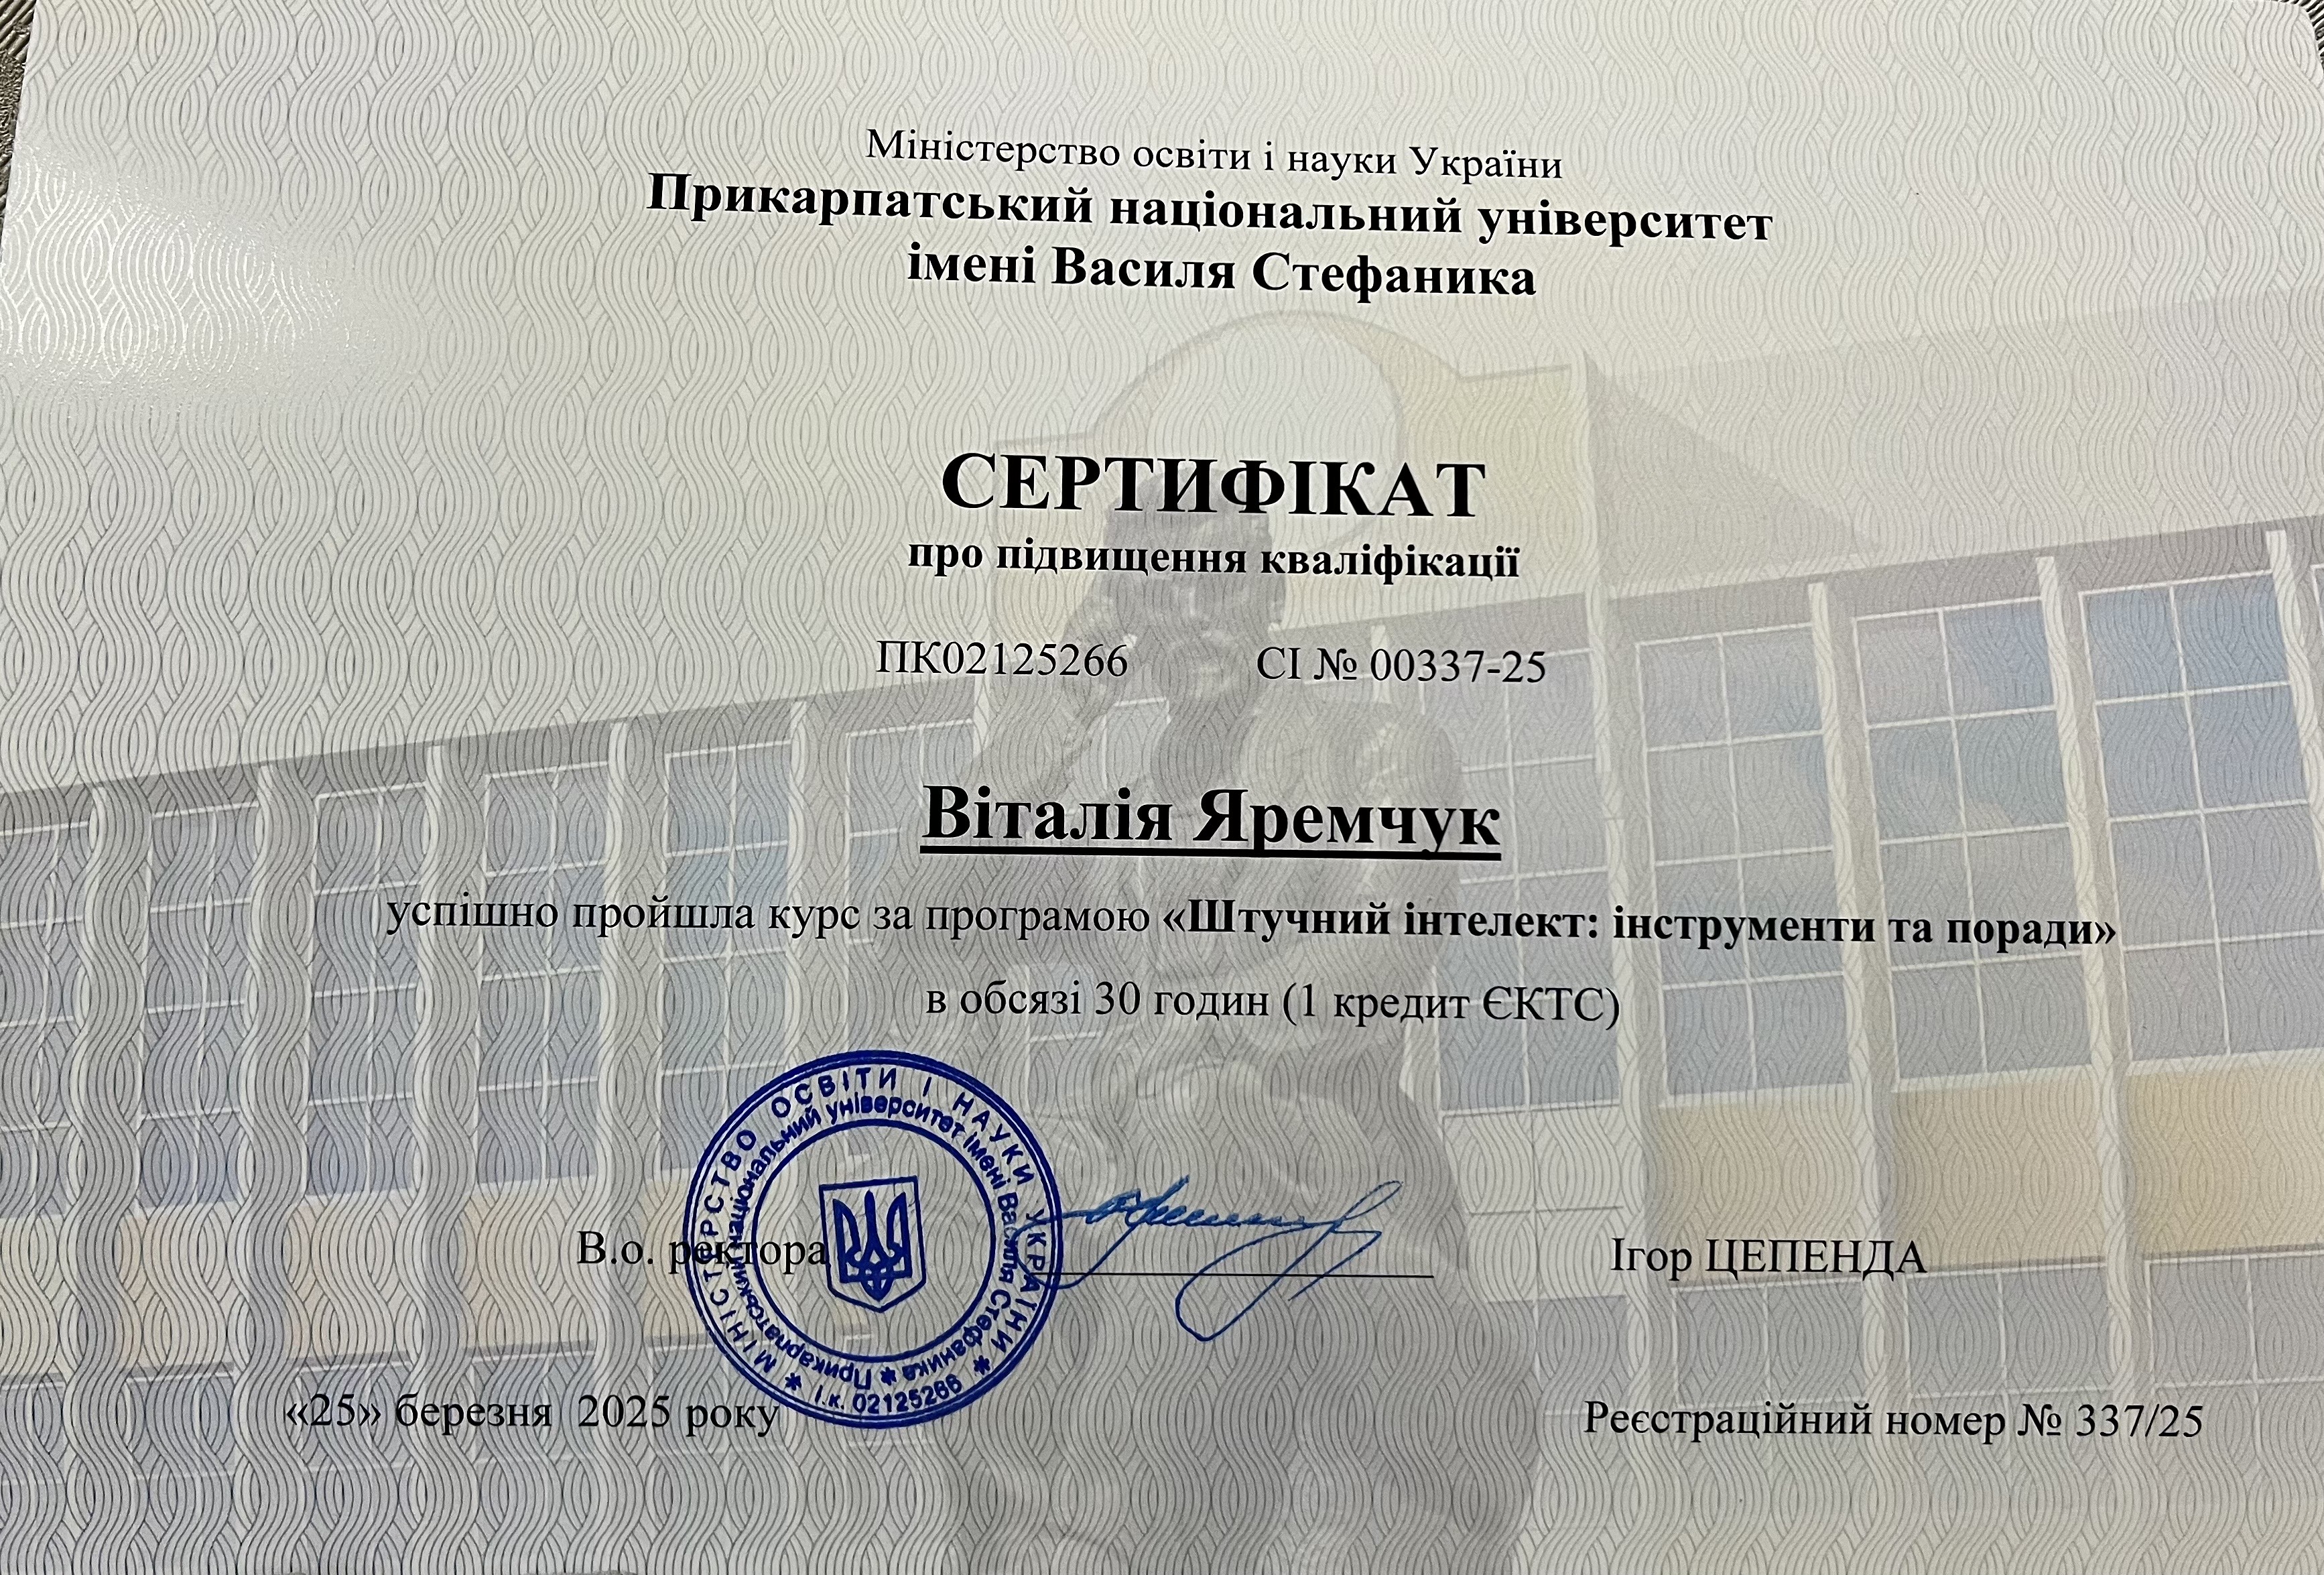 Міністерство освіти і науки України
Прикарпатський національний університет
імені Василя Стефаника
СЕРТИФІКАТ
про підвищення кваліфікації
ПК02125266 СІ № 00337-25
Віталія Яремчук
успішно пройшла курс за програмою «Штучний інтелект: інструменти та поради»
в обсязі 30 годин (1 кредит ЄКТС)
МІНІСТЕРСТВО ОСВІТИ І НАУКИ УКРАЇНИ
Прикарпатський національний університет імені Василя Стефаника
і.к. 02125266
В.о. ректора Ігор ЦЕПЕНДА
«25» березня 2025 року Реєстраційний номер № 337/25